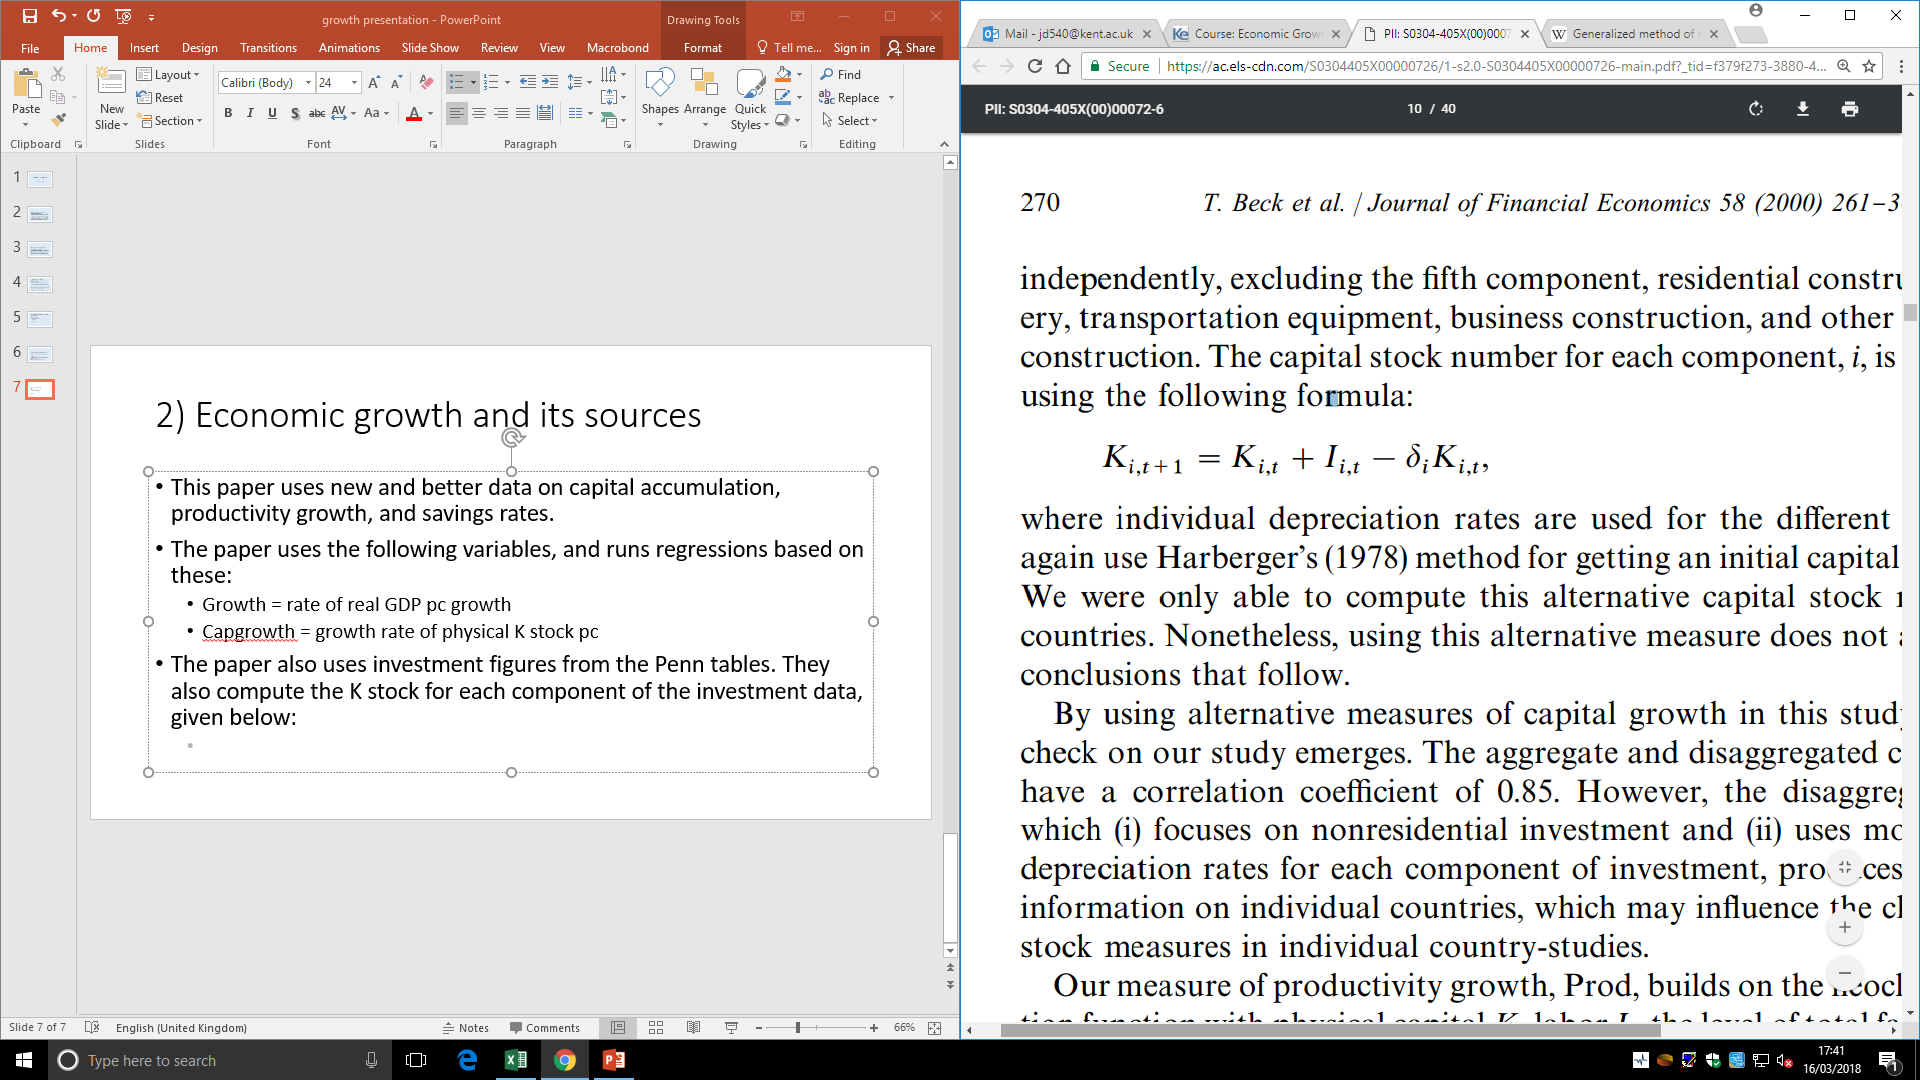 growth presentation - PowerPoint
Drawing Tools
File
Home
Insert
Design
Transitions
Animations
Slide Show
Review
View
Macrobond
Format
Tell me...
Sign in
Share
Paste
Clipboard
New
Slide
Layout
Reset
Section
Slides
Calibri (Body)
24
B I U S abc AV Aa A
Font
Paragraph
Shapes
Arrange
Quick
Styles
Drawing
Find
Replace
Select
Editing
1
2
3
4
5
6
7
2) Economic growth and its sources
• This paper uses new and better data on capital accumulation,
productivity growth, and savings rates.
• The paper uses the following variables, and runs regressions based on
these:
• Growth = rate of real GDP pc growth
• Capgrowth = growth rate of physical K stock pc
• The paper also uses investment figures from the Penn tables. They
also compute the K stock for each component of the investment data,
given below:
•
Slide 7 of 7
English (United Kingdom)
Notes
Comments
66%
Mail - jd540@kent.ac.uk
Course: Economic Grow
PII: S0304-405X(00)0007
Generalized method of
Secure
https://ac.els-cdn.com/S0304405X00000726/1-s2.0-S0304405X00000726-main.pdf?_tid=f379f273-3880-4...
PII: S0304-405X(00)00072-6
10 / 40
270
T. Beck et al. / Journal of Financial Economics 58 (2000) 261–3
independently, excluding the fifth component, residential constru
ery, transportation equipment, business construction, and other
construction. The capital stock number for each component, i, is
using the following formula:
K_{i,t+1} = K_{i,t} + I_{i,t} − δ_i K_{i,t},
where individual depreciation rates are used for the different
again use Harberger's (1978) method for getting an initial capital
We were only able to compute this alternative capital stock
countries. Nonetheless, using this alternative measure does not
conclusions that follow.
By using alternative measures of capital growth in this study
check on our study emerges. The aggregate and disaggregated c
have a correlation coefficient of 0.85. However, the disaggreg
which (i) focuses on nonresidential investment and (ii) uses mo
depreciation rates for each component of investment,
information on individual countries, which may influence the
stock measures in individual country-studies.
Our measure of productivity growth, Prod, builds on the
Type here to search
17:41
16/03/2018